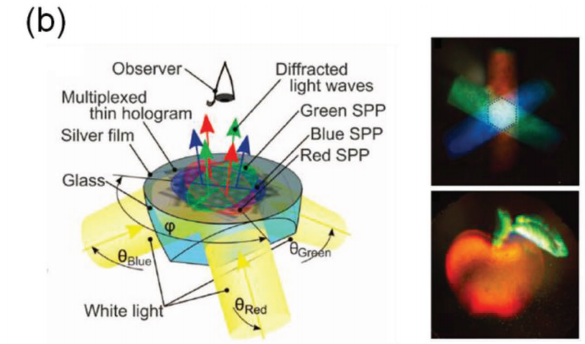 (b)
Observer
Diffracted
light waves
Multiplexed
thin hologram
Green SPP
Silver film
Blue SPP
Red SPP
Glass
φ
θBlue
θGreen
White light
θRed